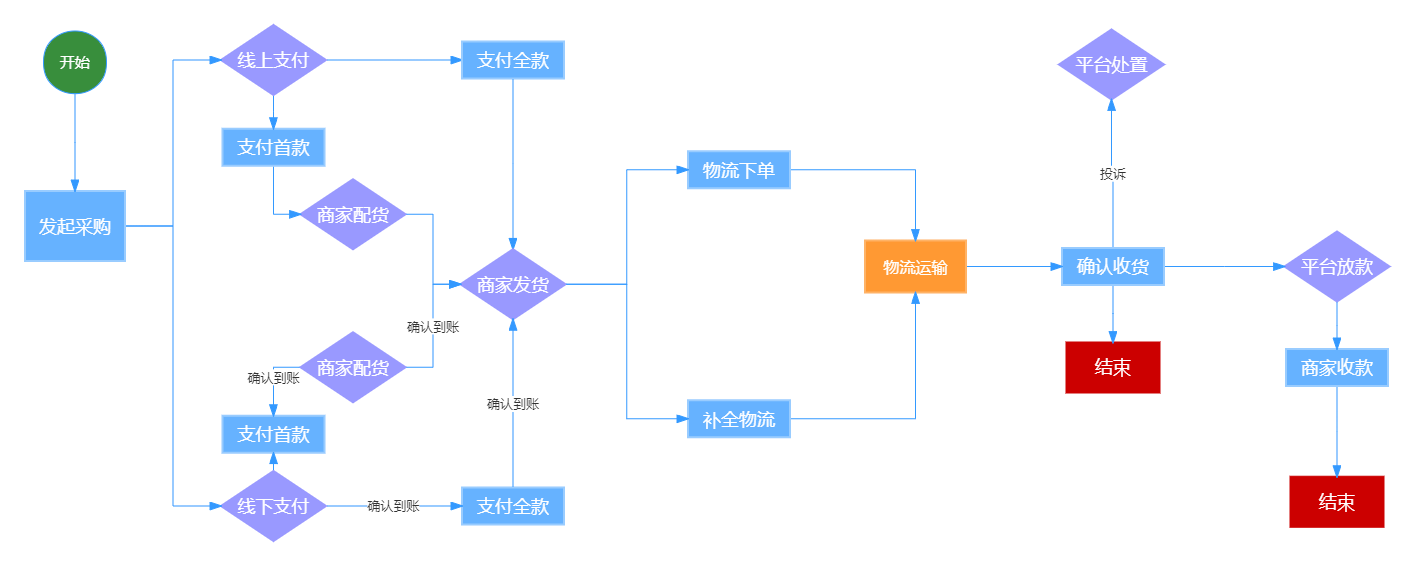 开始
线上支付
支付全款
平台处置
支付首款
物流下单
投诉
商家配货
发起采购
平台放款
确认收货
物流运输
商家发货
确认到账
商家配货
结束
商家收款
确认到账
确认到账
补全物流
支付首款
结束
线下支付
确认到账
支付全款